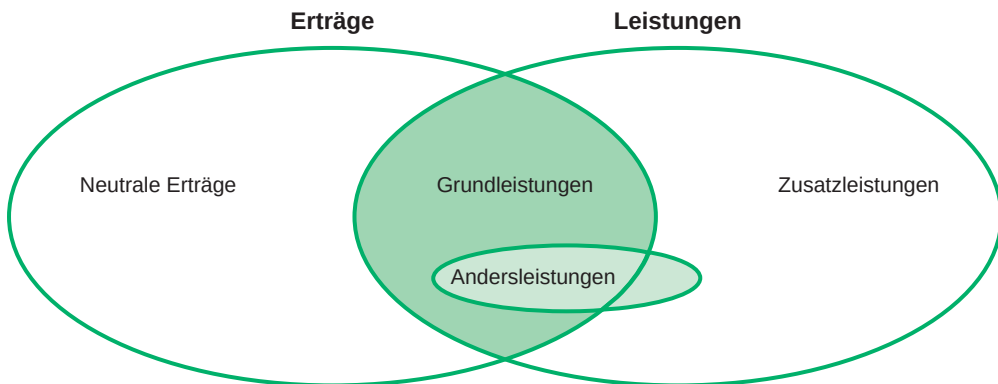 Erträge
Leistungen
Neutrale Erträge
Grundleistungen
Zusatzleistungen
Andersleistungen